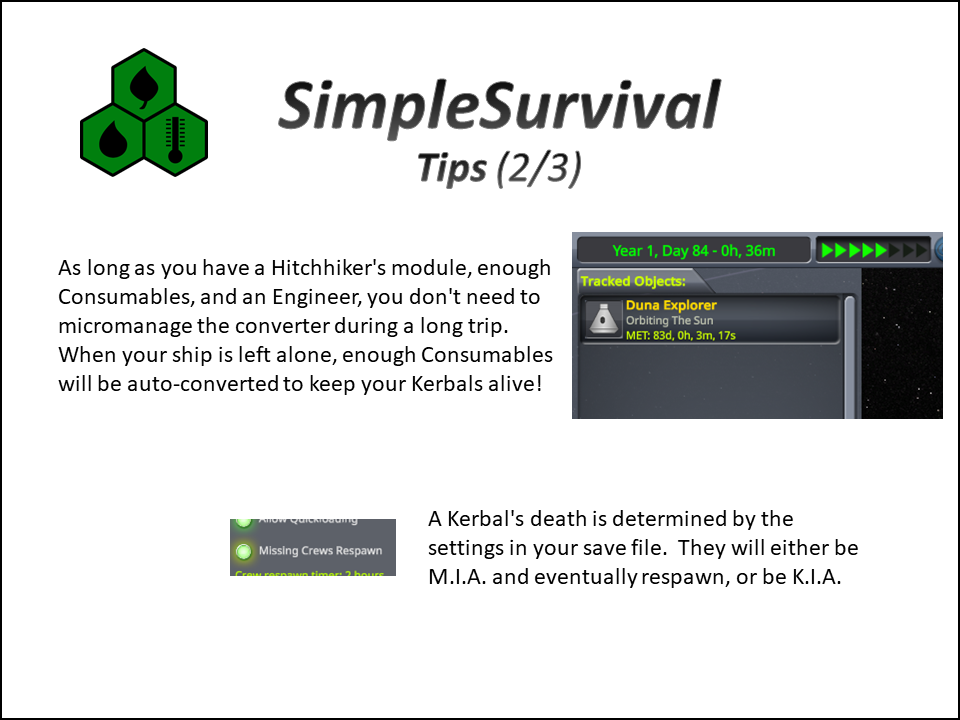 SimpleSurvival
Tips (2/3)
As long as you have a Hitchhiker's module, enough
Consumables, and an Engineer, you don't need to
micromanage the converter during a long trip.
When your ship is left alone, enough Consumables
will be auto-converted to keep your Kerbals alive!
Year 1, Day 84 - 0h, 36m
Tracked Objects:
Duna Explorer
Orbiting The Sun
MET: 83d, 0h, 3m, 17s
Allow Quickloading
Missing Crews Respawn
Crew respawn timer: 2 hours
A Kerbal's death is determined by the
settings in your save file.  They will either be
M.I.A. and eventually respawn, or be K.I.A.